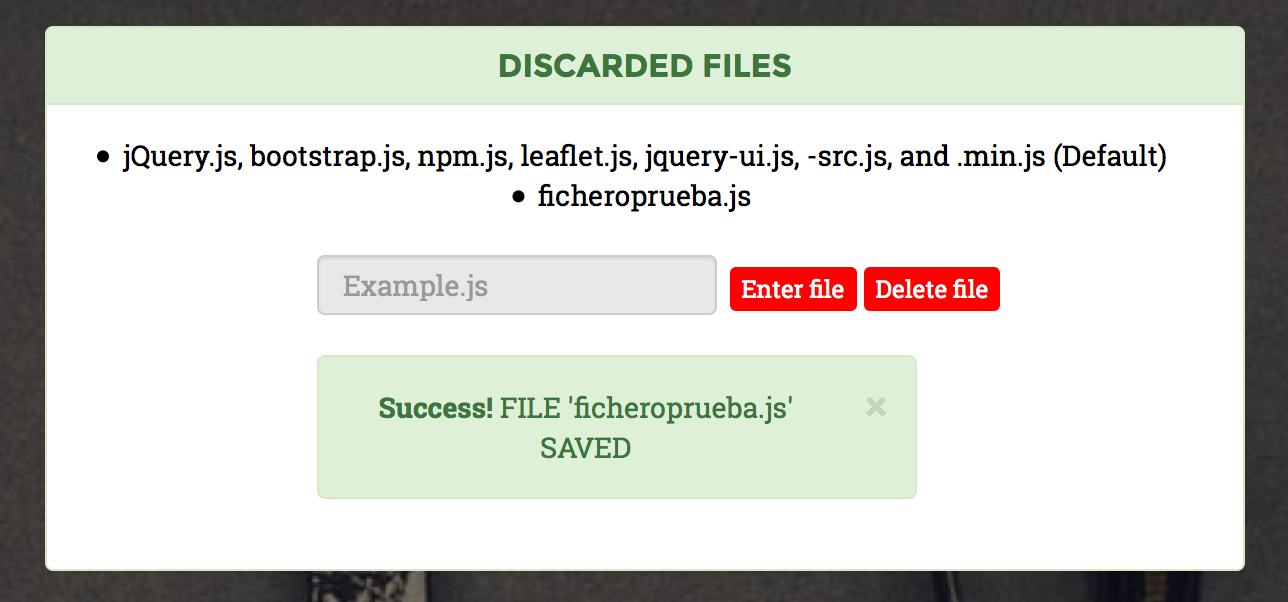 DISCARDED FILES
• jQuery.js, bootstrap.js, npm.js, leaflet.js, jquery-ui.js, -src.js, and .min.js (Default)
• ficheroprueba.js
Example.js
Enter file
Delete file
Success! FILE 'ficheroprueba.js'
SAVED
×